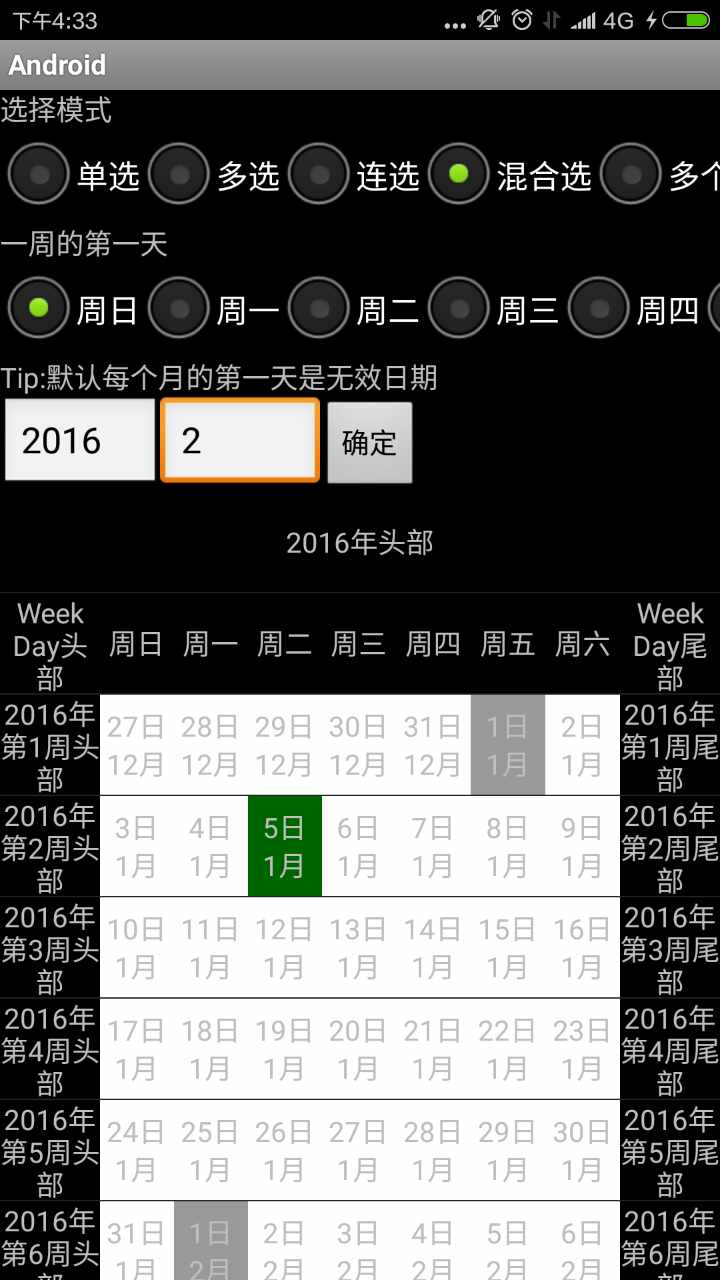 下午4:33 ... 4G
Android
选择模式
单选 多选 连选 混合选 多个
一周的第一天
周日 周一 周二 周三 周四
Tip:默认每个月的第一天是无效日期
2016 2 确定
2016年头部
Week Day头部 周日 周一 周二 周三 周四 周五 周六 Week Day尾部
2016年第1周头部 27日 28日 29日 30日 31日 1日 2日 2016年第1周尾部
12月 12月 12月 12月 12月 1月 1月
2016年第2周头部 3日 4日 5日 6日 7日 8日 9日 2016年第2周尾部
1月 1月 1月 1月 1月 1月 1月
2016年第3周头部 10日 11日 12日 13日 14日 15日 16日 2016年第3周尾部
1月 1月 1月 1月 1月 1月 1月
2016年第4周头部 17日 18日 19日 20日 21日 22日 23日 2016年第4周尾部
1月 1月 1月 1月 1月 1月 1月
2016年第5周头部 24日 25日 26日 27日 28日 29日 30日 2016年第5周尾部
1月 1月 1月 1月 1月 1月 1月
2016年第6周头部 31日 1日 2日 3日 4日 5日 6日 2016年第6周尾部
1月 2月 2月 2月 2月 2月 2月